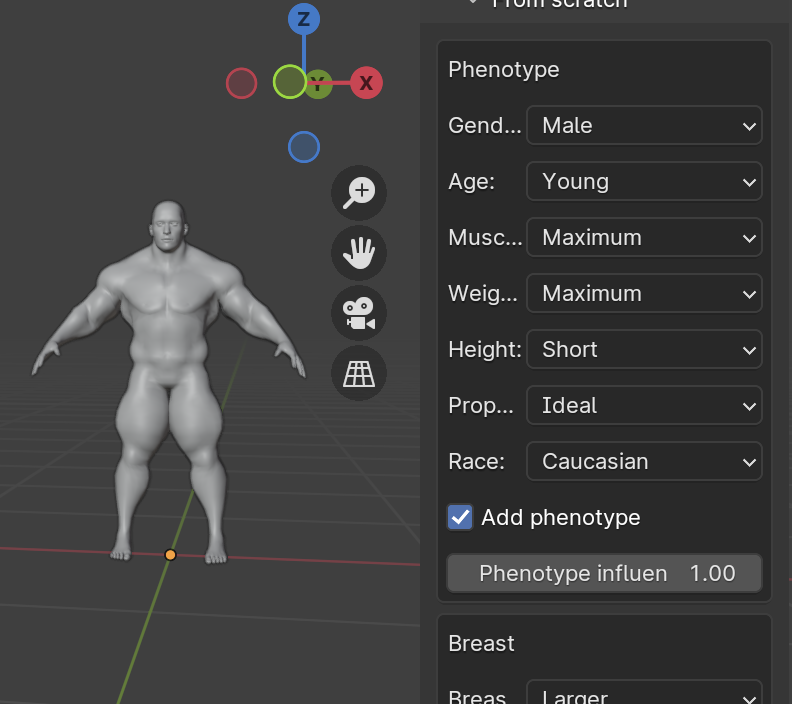 From scratch
Z
Y
X
Phenotype
Gend... Male
Age: Young
Musc... Maximum
Weig... Maximum
Height: Short
Prop... Ideal
Race: Caucasian
Add phenotype
Phenotype influen 1.00
Breast
Breas Larger